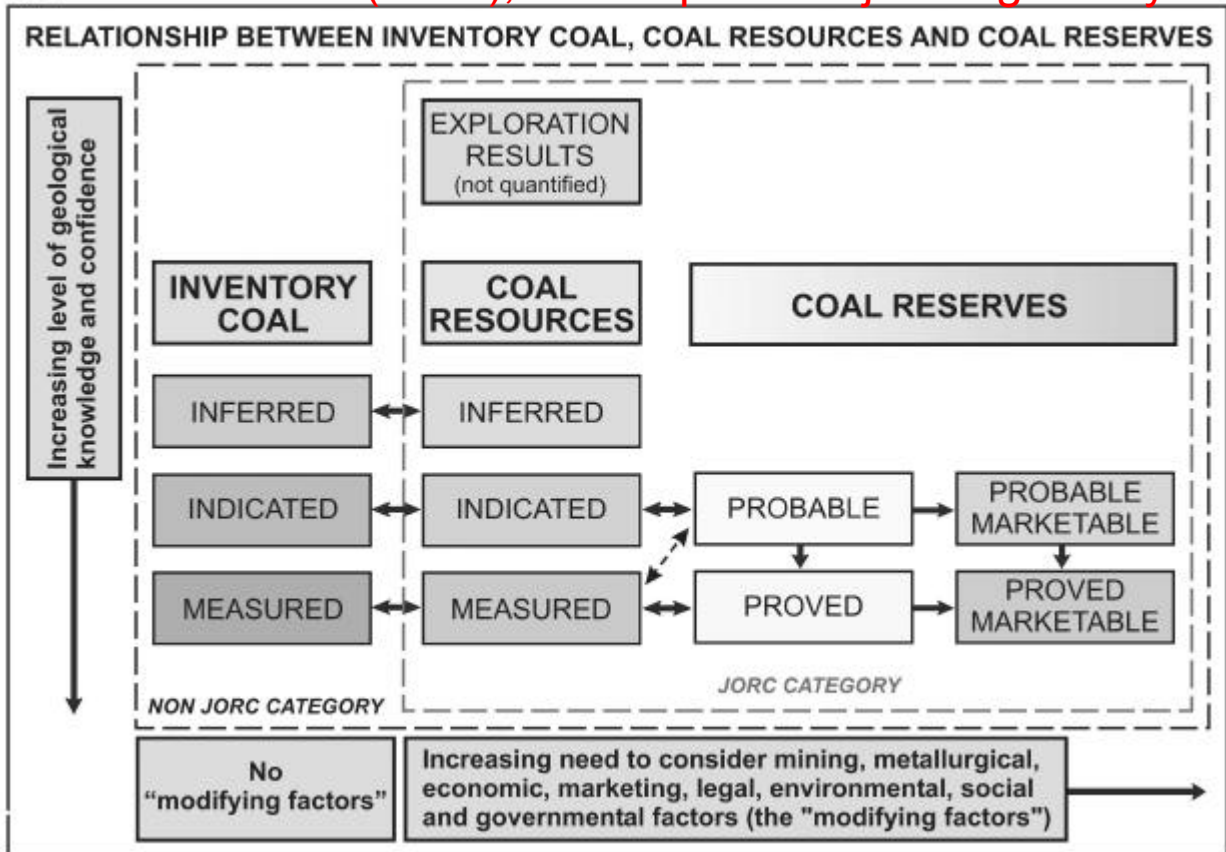 RELATIONSHIP BETWEEN INVENTORY COAL, COAL RESOURCES AND COAL RESERVES
Increasing level of geological
knowledge and confidence
EXPLORATION
RESULTS
(not quantified)
INVENTORY
COAL
COAL
RESOURCES
COAL RESERVES
INFERRED
INFERRED
INDICATED
INDICATED
PROBABLE
PROBABLE
MARKETABLE
MEASURED
MEASURED
PROVED
PROVED
MARKETABLE
NON JORC CATEGORY
JORC CATEGORY
No
“modifying factors”
Increasing need to consider mining, metallurgical,
economic, marketing, legal, environmental, social
and governmental factors (the "modifying factors")